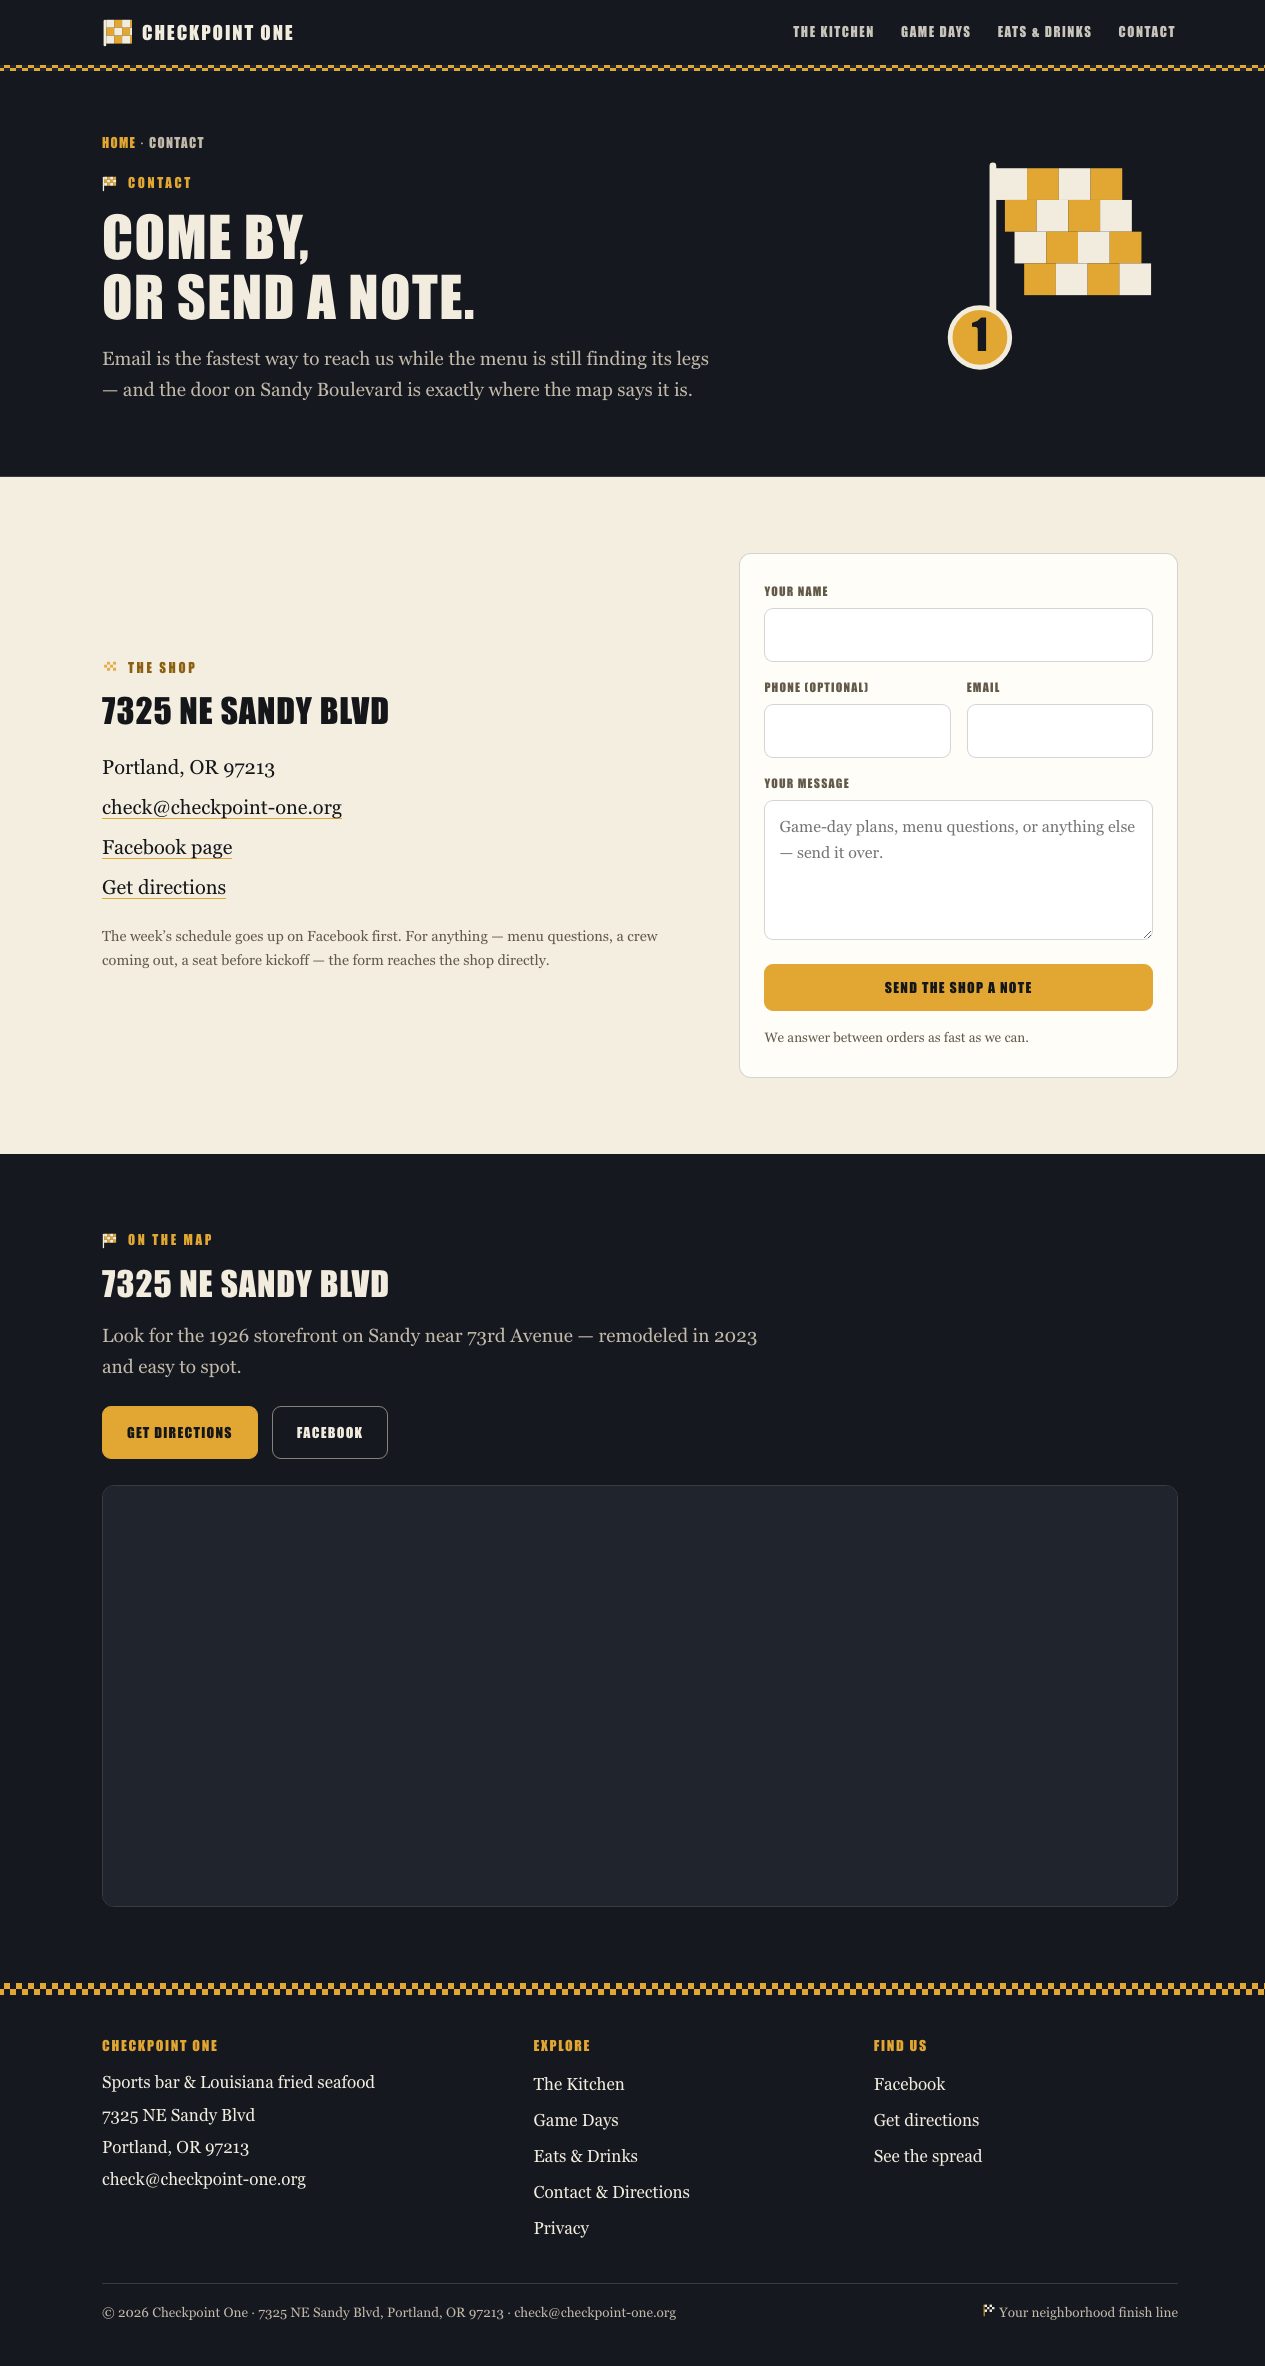 CHECKPOINT ONE
THE KITCHEN
GAME DAYS
EATS & DRINKS
CONTACT
HOME · CONTACT
CONTACT
COME BY,
OR SEND A NOTE.
Email is the fastest way to reach us while the menu is still finding its legs
— and the door on Sandy Boulevard is exactly where the map says it is.
1
THE SHOP
7325 NE SANDY BLVD
Portland, OR 97213
check@checkpoint-one.org
Facebook page
Get directions
The week’s schedule goes up on Facebook first. For anything — menu questions, a crew
coming out, a seat before kickoff — the form reaches the shop directly.
YOUR NAME
PHONE (OPTIONAL)
EMAIL
YOUR MESSAGE
Game-day plans, menu questions, or anything else
— send it over.
SEND THE SHOP A NOTE
We answer between orders as fast as we can.
ON THE MAP
7325 NE SANDY BLVD
Look for the 1926 storefront on Sandy near 73rd Avenue — remodeled in 2023
and easy to spot.
GET DIRECTIONS
FACEBOOK
CHECKPOINT ONE
Sports bar & Louisiana fried seafood
7325 NE Sandy Blvd
Portland, OR 97213
check@checkpoint-one.org
EXPLORE
The Kitchen
Game Days
Eats & Drinks
Contact & Directions
Privacy
FIND US
Facebook
Get directions
See the spread
© 2026 Checkpoint One · 7325 NE Sandy Blvd, Portland, OR 97213 · check@checkpoint-one.org
Your neighborhood finish line